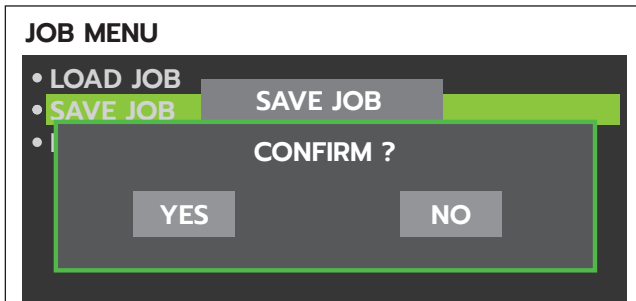 JOB MENU
• LOAD JOB
• SAVE JOB
SAVE JOB
CONFIRM ?
YES NO